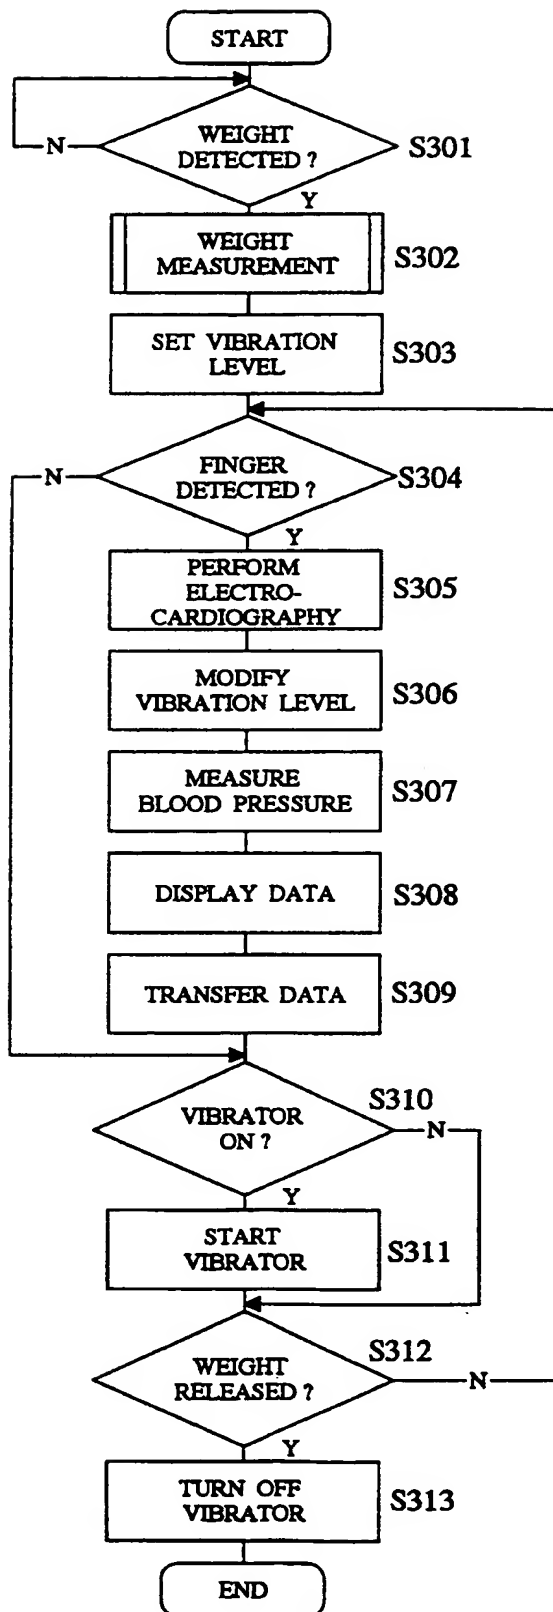 START
N
WEIGHT
DETECTED ?
S301
Y
WEIGHT
MEASUREMENT
S302
SET VIBRATION
LEVEL
S303
N
FINGER
DETECTED ?
S304
Y
PERFORM
ELECTRO-
CARDIOGRAPHY
S305
MODIFY
VIBRATION LEVEL
S306
MEASURE
BLOOD PRESSURE
S307
DISPLAY DATA
S308
TRANSFER DATA
S309
VIBRATOR
ON ?
S310
N
Y
START
VIBRATOR
S311
WEIGHT
RELEASED ?
S312
N
Y
TURN OFF
VIBRATOR
S313
END